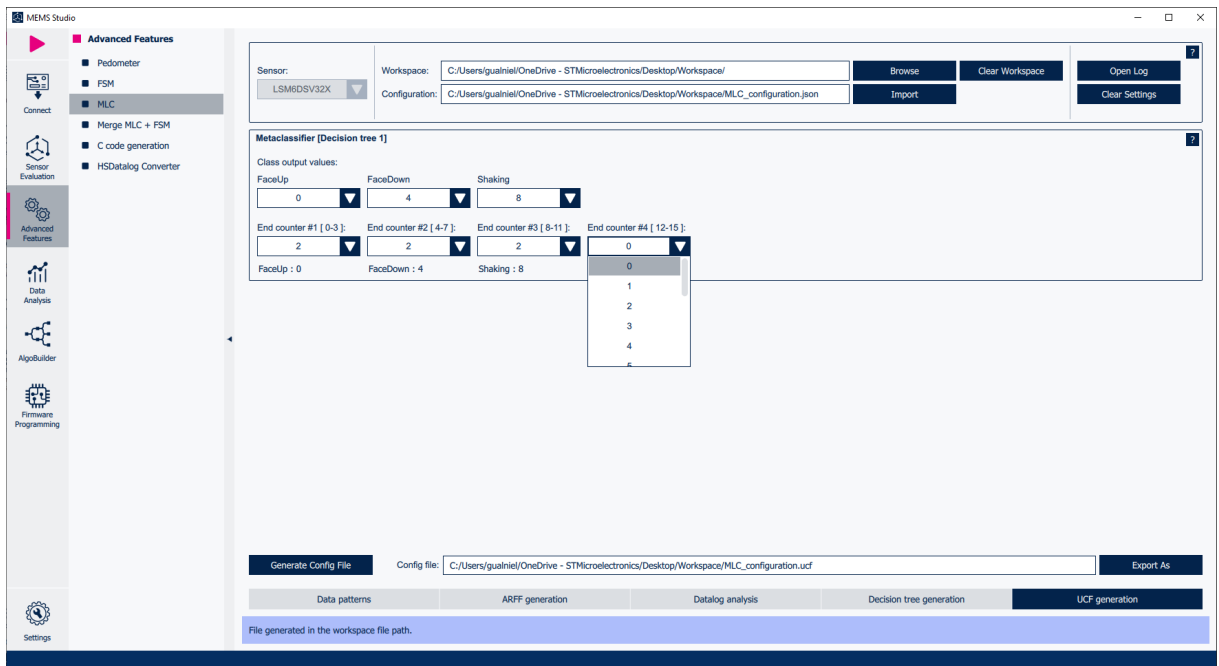 MEMS Studio
Advanced Features
Pedometer
FSM
MLC
Merge MLC + FSM
C code generation
HSDatalog Converter
Connect
Sensor
Evaluation
Advanced
Features
Data
Analysis
AlgoBuilder
Firmware
Programming
Settings
?
Sensor:
LSM6DSV32X
Workspace: C:/Users/gualniel/OneDrive - STMicroelectronics/Desktop/Workspace/ Browse Clear Workspace Open Log
Configuration: C:/Users/gualniel/OneDrive - STMicroelectronics/Desktop/Workspace/MLC_configuration.json Import Clear Settings
Metaclassifier [Decision tree 1] ?
Class output values:
FaceUp FaceDown Shaking
0 4 8
End counter #1 [ 0-3 ]: End counter #2 [ 4-7 ]: End counter #3 [ 8-11 ]: End counter #4 [ 12-15 ]:
2 2 2 0
FaceUp : 0 FaceDown : 4 Shaking : 8
0
1
2
3
4
Generate Config File Config file: C:/Users/gualniel/OneDrive - STMicroelectronics/Desktop/Workspace/MLC_configuration.ucf Export As
Data patterns ARFF generation Datalog analysis Decision tree generation UCF generation
File generated in the workspace file path.